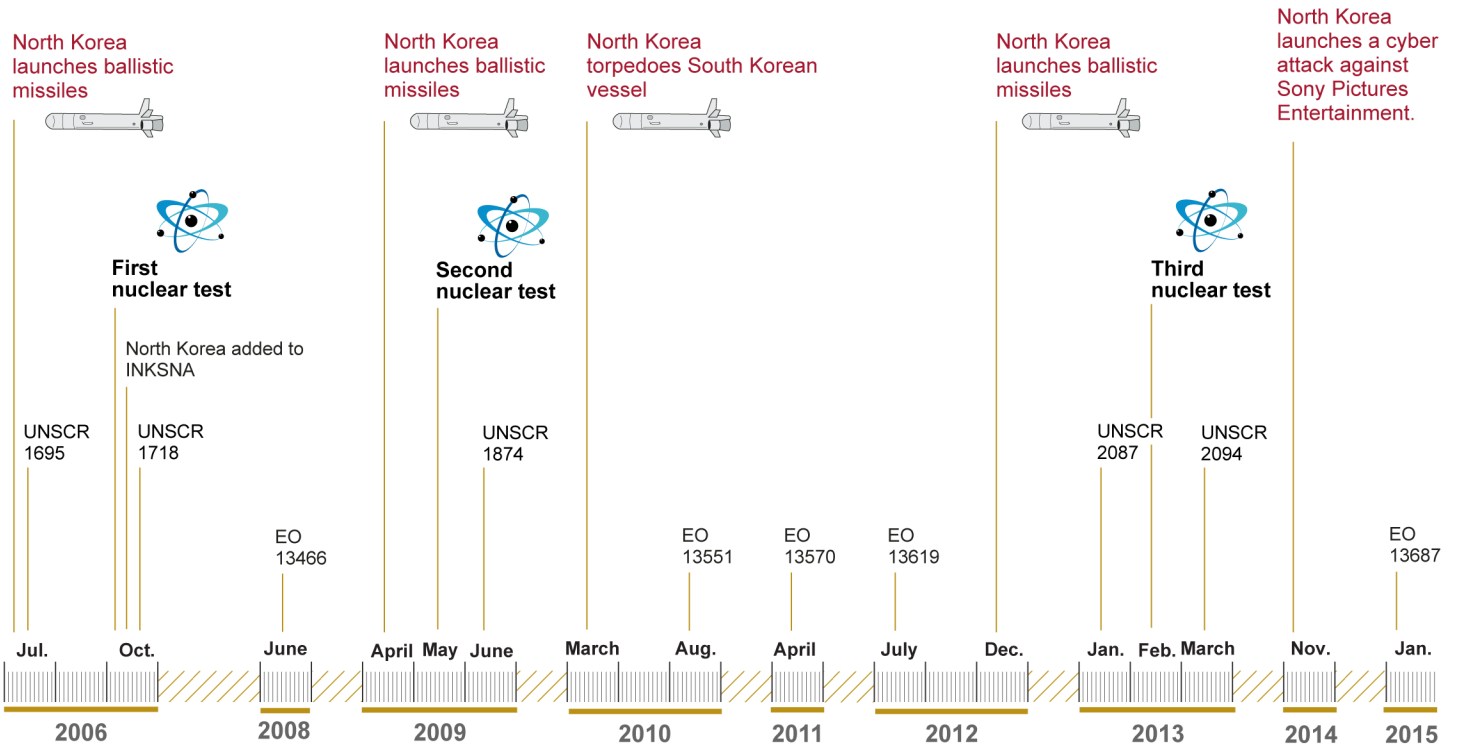 North Korea
launches ballistic
missiles
North Korea
launches ballistic
missiles
North Korea
torpedoes South Korean
vessel
North Korea
launches ballistic
missiles
North Korea
launches a cyber
attack against
Sony Pictures
Entertainment.
First
nuclear test
Second
nuclear test
Third
nuclear test
North Korea added to
INKSNA
UNSCR
1695
UNSCR
1718
UNSCR
1874
UNSCR
2087
UNSCR
2094
EO
13466
EO
13551
EO
13570
EO
13619
EO
13687
Jul. Oct. June April May June March Aug. April July Dec. Jan. Feb. March Nov. Jan.
2006 2008 2009 2010 2011 2012 2013 2014 2015